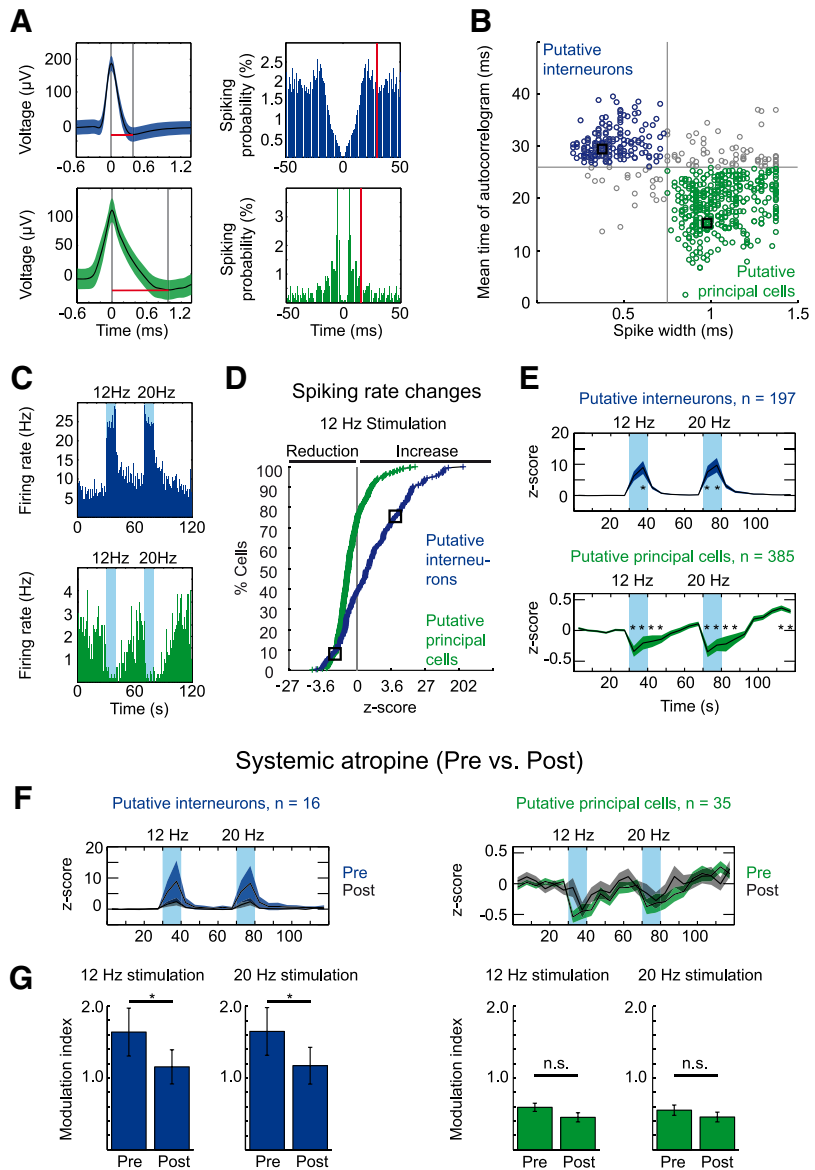 A
Voltage (µV)
200
100
0
-0.6
0
0.6
1.2
Spiking
probability (%)
2.5
2.0
1.5
1.0
0.5
-50
0
50
Voltage (µV)
100
50
0
-0.6
0
0.6
1.2
Time (ms)
Spiking
probability (%)
3
2
1
0
-50
0
50
Time (ms)
B
Putative
interneurons
Mean time of autocorrelogram (ms)
50
40
30
20
10
0
Putative
principal cells
0.5
1
1.5
Spike width (ms)
C
12Hz 20Hz
Firing rate (Hz)
25
20
15
10
5
0
60
120
12Hz 20Hz
Firing rate (Hz)
4
3
2
1
0
60
120
Time (s)
D
Spiking rate changes
12 Hz Stimulation
Reduction
Increase
% Cells
100
90
80
70
60
50
40
30
20
10
0
Putative
interneu-
rons
Putative
principal
cells
-27
-3.6
0
3.6
27
202
z-score
E
Putative interneurons, n = 197
12 Hz
20 Hz
z-score
20
10
0
* * *
20
40
60
80
100
Putative principal cells, n = 385
12 Hz
20 Hz
z-score
0.5
0
-0.5
* * * * * * * * * *
20
40
60
80
100
Time (s)
Systemic atropine (Pre vs. Post)
F
Putative interneurons, n = 16
12 Hz
20 Hz
z-score
20
10
0
Pre
Post
20
40
60
80
100
Putative principal cells, n = 35
12 Hz
20 Hz
z-score
0.5
0
-0.5
Pre
Post
20
40
60
80
100
G
12 Hz stimulation
Modulation index
2.0
1.0
*
Pre
Post
20 Hz stimulation
2.0
1.0
*
Pre
Post
12 Hz stimulation
Modulation index
2.0
1.0
n.s.
Pre
Post
20 Hz stimulation
2.0
1.0
n.s.
Pre
Post